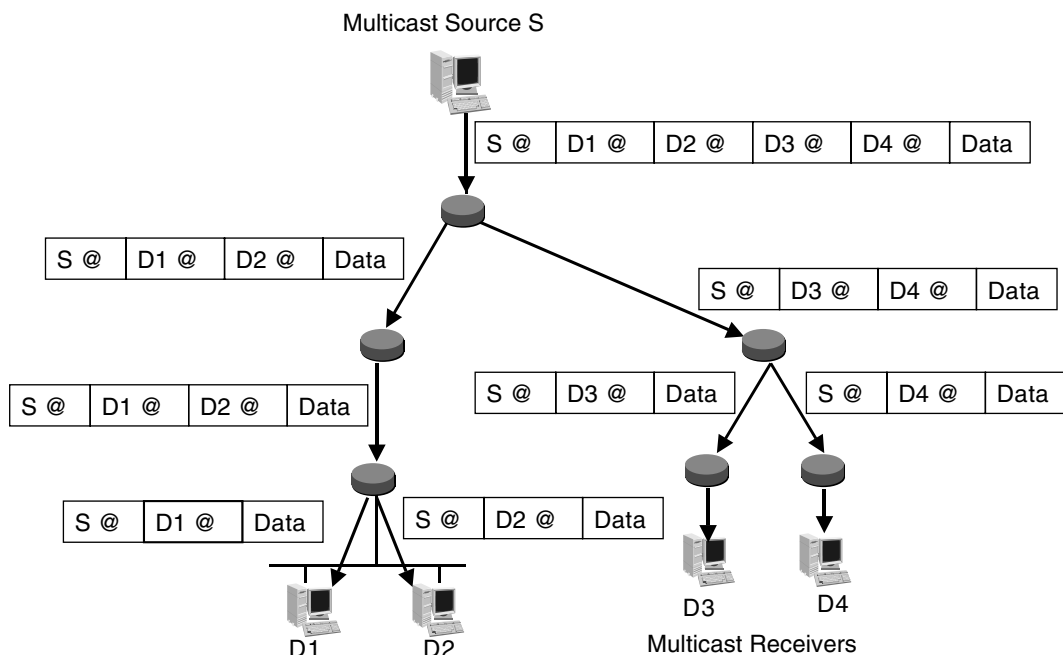 Multicast Source S
S @ D1 @ D2 @ D3 @ D4 @ Data
S @ D1 @ D2 @ Data
S @ D3 @ D4 @ Data
S @ D1 @ D2 @ Data
S @ D3 @ Data
S @ D4 @ Data
S @ D1 @ Data
S @ D2 @ Data
D1
D2
D3
D4
Multicast Receivers